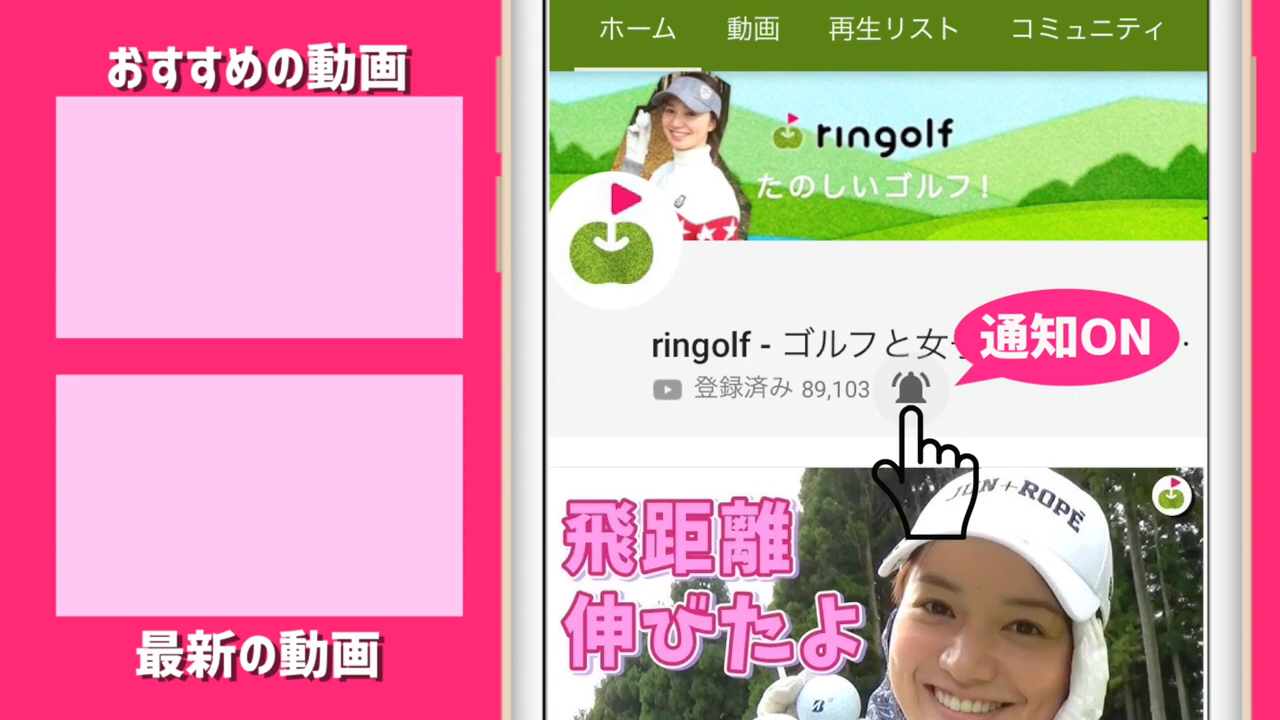 おすすめの動画
最新の動画
ホーム 動画 再生リスト コミュニティ
ringolf
たのしいゴルフ!
ringolf - ゴルフと女
通知ON
登録済み 89,103
飛距離
伸びたよ
B